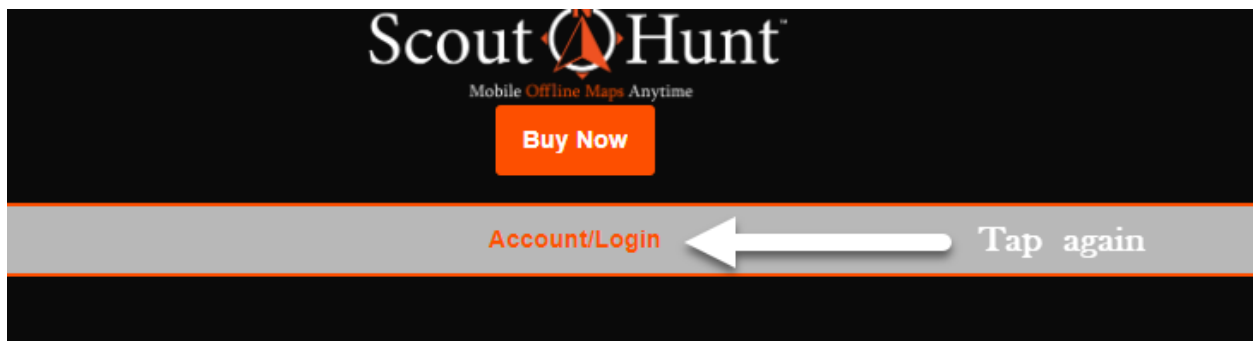 Scout Hunt™
Mobile Offline Maps Anytime
Buy Now
Account/Login Tap again